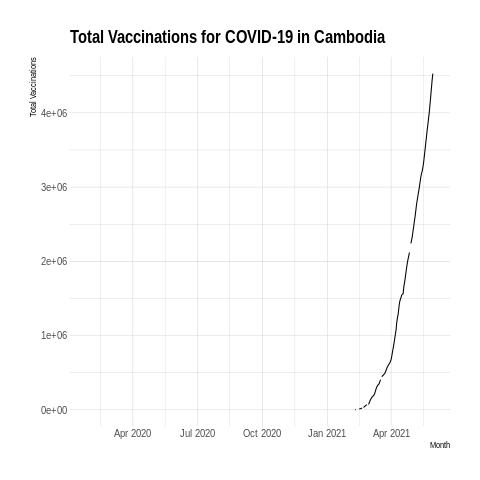 Total Vaccinations for COVID-19 in Cambodia
Total Vaccinations
4e+06
3e+06
2e+06
1e+06
0e+00
Apr 2020 Jul 2020 Oct 2020 Jan 2021 Apr 2021
Month